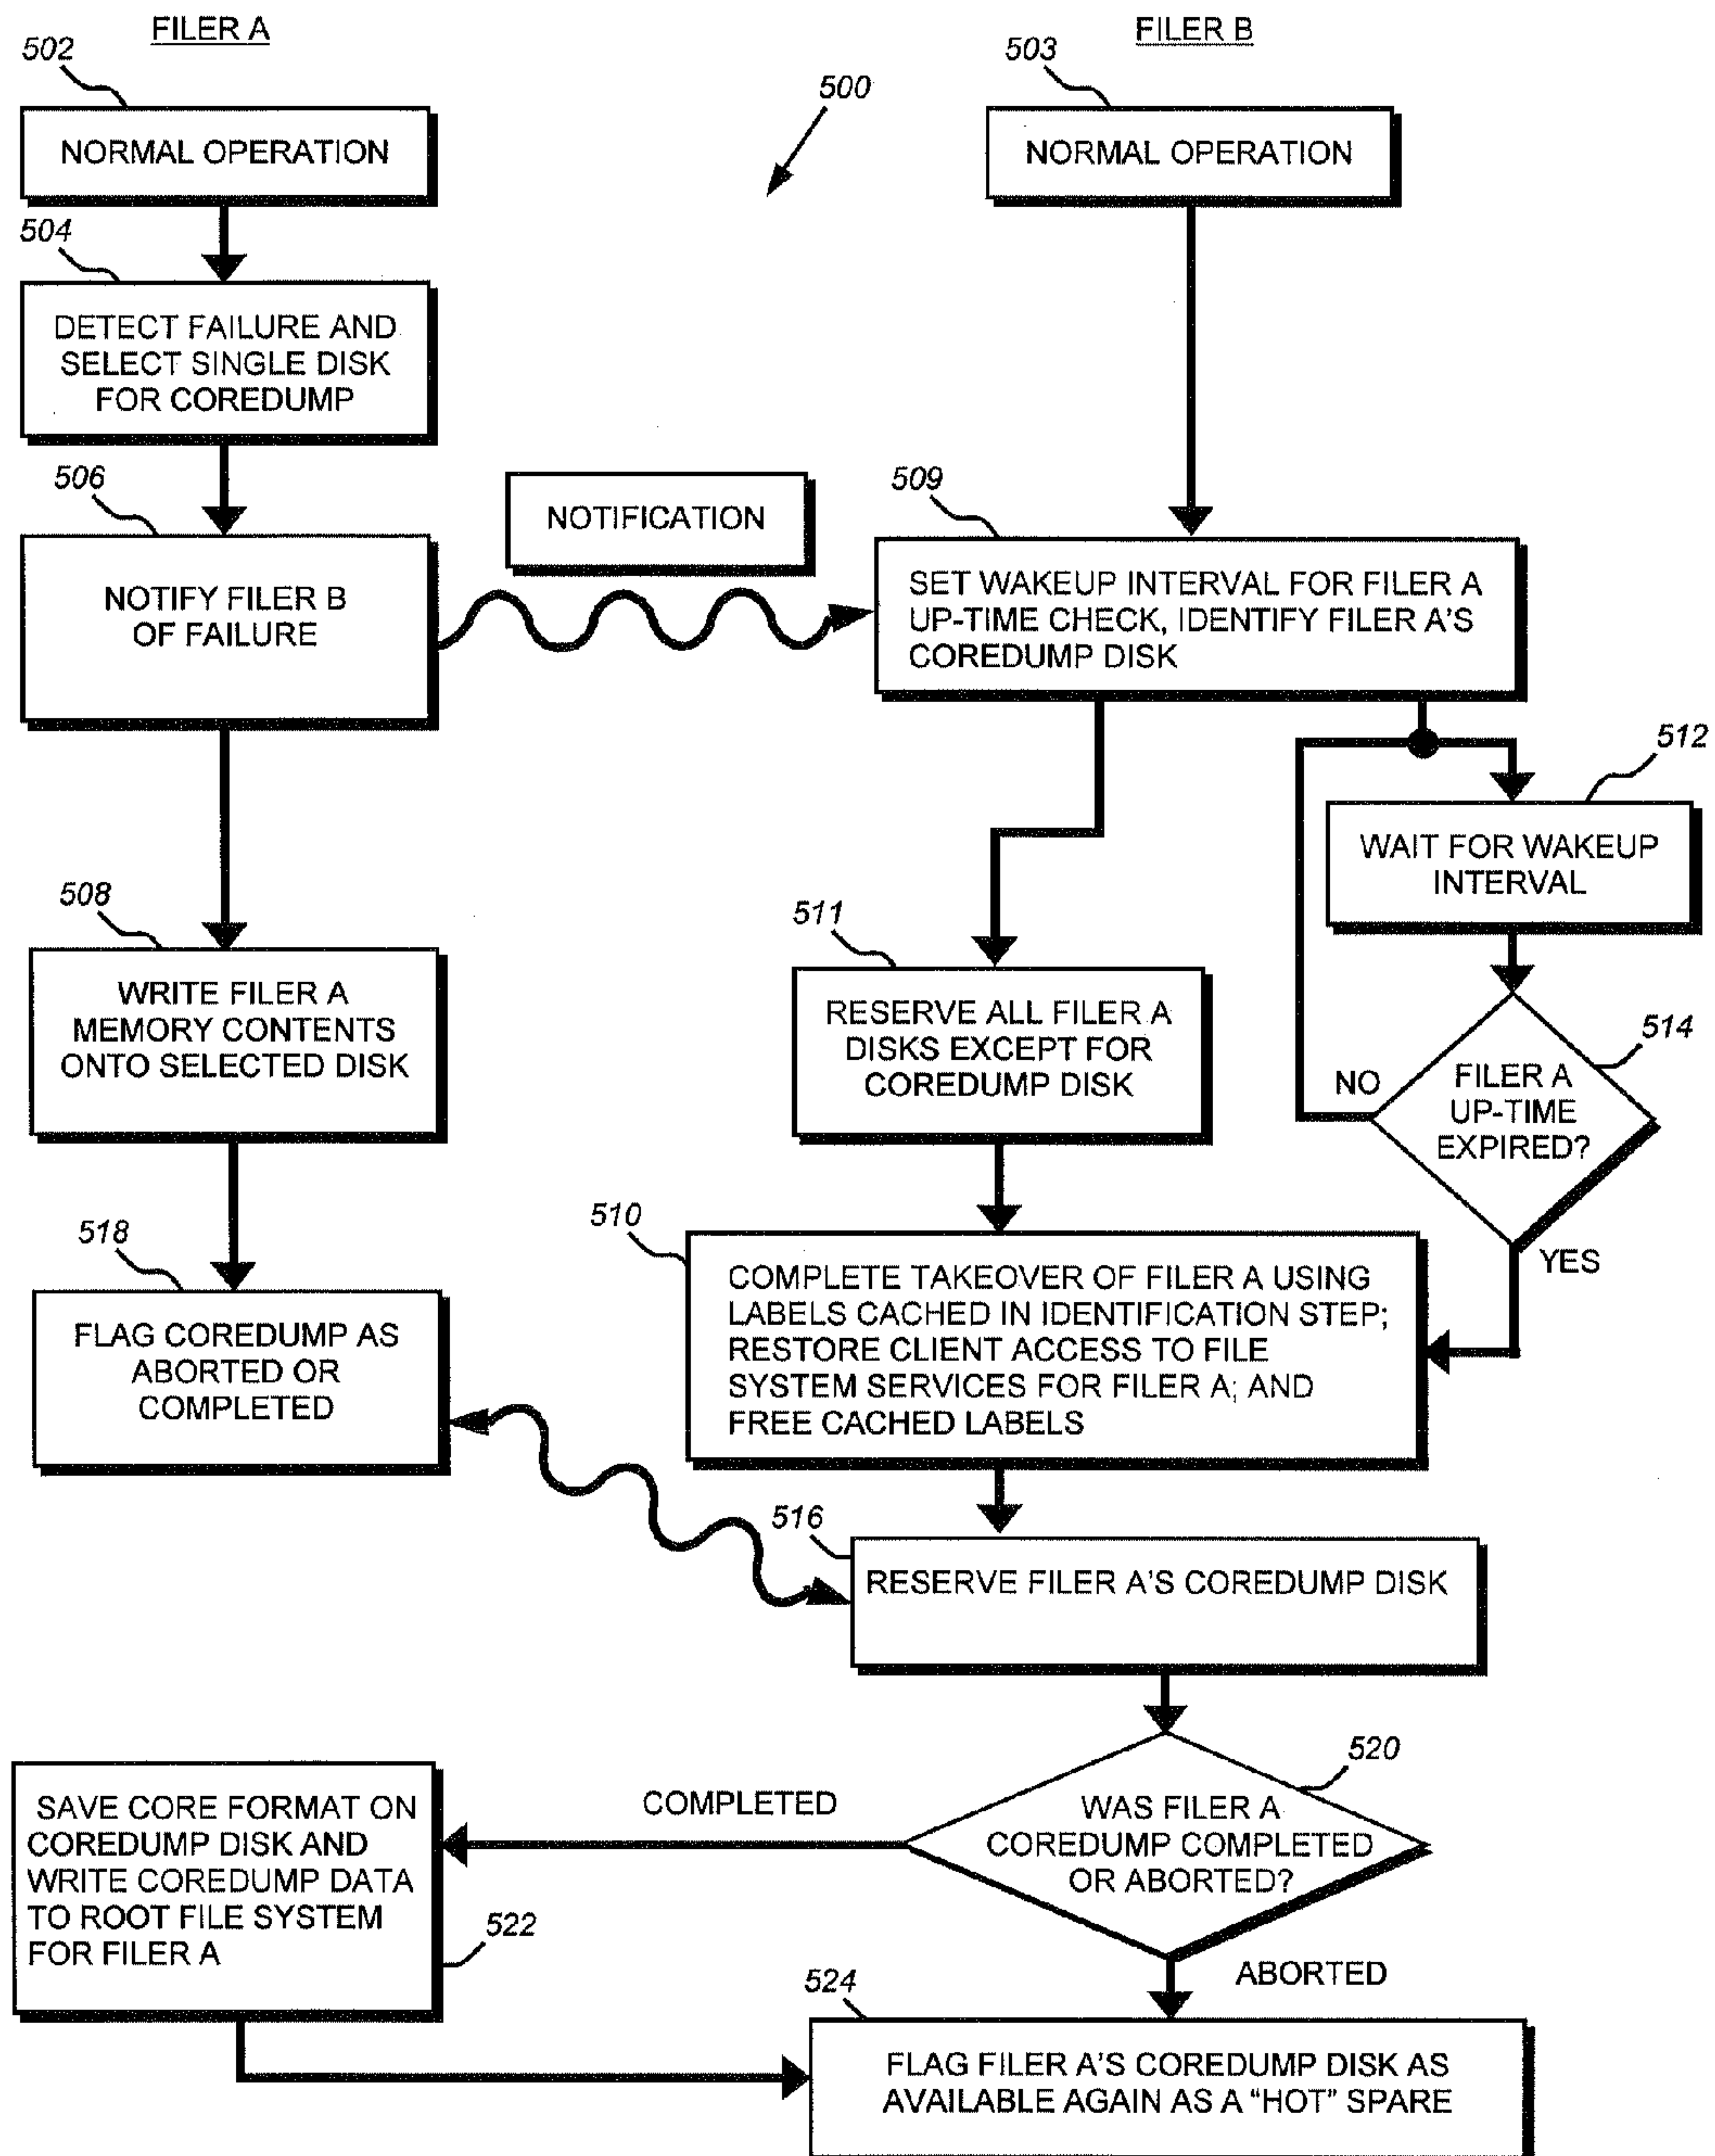 FILER A
FILER B
502
503
500
NORMAL OPERATION
NORMAL OPERATION
504
DETECT FAILURE AND
SELECT SINGLE DISK
FOR COREDUMP
506
NOTIFICATION
509
NOTIFY FILER B
OF FAILURE
SET WAKEUP INTERVAL FOR FILER A
UP-TIME CHECK, IDENTIFY FILER A'S
COREDUMP DISK
512
WAIT FOR WAKEUP
INTERVAL
508
511
WRITE FILER A
MEMORY CONTENTS
ONTO SELECTED DISK
RESERVE ALL FILER A
DISKS EXCEPT FOR
COREDUMP DISK
514
NO
FILER A
UP-TIME
EXPIRED?
YES
518
510
FLAG COREDUMP AS
ABORTED OR
COMPLETED
COMPLETE TAKEOVER OF FILER A USING
LABELS CACHED IN IDENTIFICATION STEP;
RESTORE CLIENT ACCESS TO FILE
SYSTEM SERVICES FOR FILER A; AND
FREE CACHED LABELS
516
RESERVE FILER A'S COREDUMP DISK
520
COMPLETED
WAS FILER A
COREDUMP COMPLETED
OR ABORTED?
SAVE CORE FORMAT ON
COREDUMP DISK AND
WRITE COREDUMP DATA
TO ROOT FILE SYSTEM
FOR FILER A
522
ABORTED
524
FLAG FILER A'S COREDUMP DISK AS
AVAILABLE AGAIN AS A "HOT" SPARE